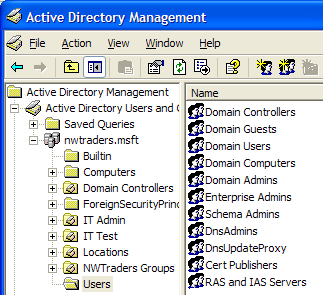 Active Directory Management
File Action View Window Help
Active Directory Management
Active Directory Users and
Saved Queries
nwtraders.msft
Builtin
Computers
Domain Controllers
ForeignSecurityPrinc
IT Admin
IT Test
Locations
NWTraders Groups
Users
Name
Domain Controllers
Domain Guests
Domain Users
Domain Computers
Domain Admins
Enterprise Admins
Schema Admins
DnsAdmins
DnsUpdateProxy
Cert Publishers
RAS and IAS Servers